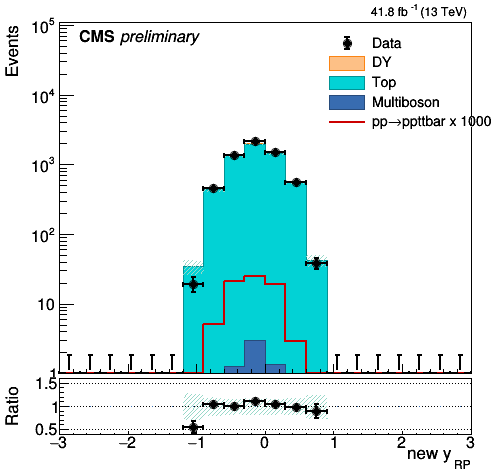 41.8 fb⁻¹ (13 TeV)
CMS preliminary
Events
10⁵
10⁴
10³
10²
10
1
Data
DY
Top
Multiboson
pp→ppttbar x 1000
Ratio
1.5
1
0.5
−3 −2 −1 0 1 2 3
new y_RP